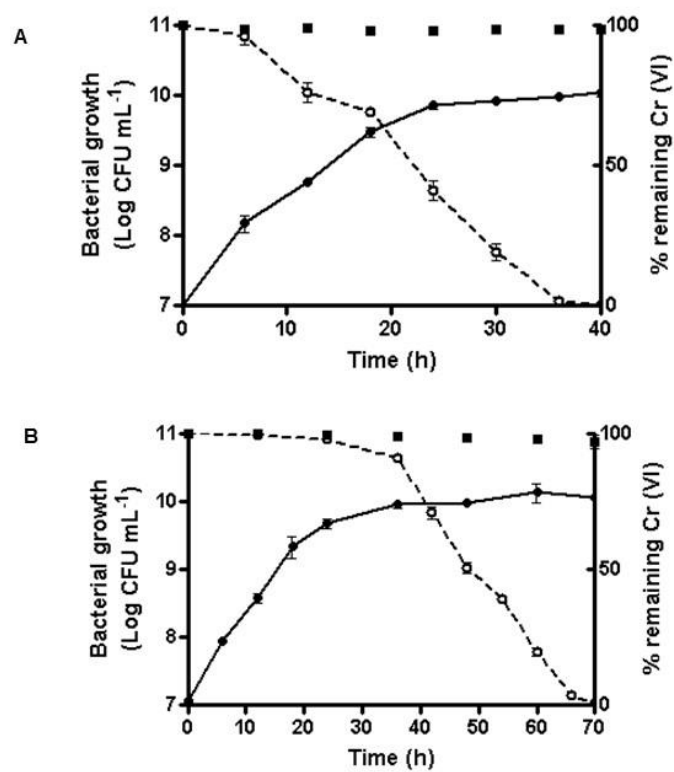 A
11
10
9
8
7
Bacterial growth
(Log CFU mL-1)
100
50
0
% remaining Cr (VI)
0 10 20 30 40
Time (h)
B
11
10
9
8
7
Bacterial growth
(Log CFU mL-1)
100
50
0
% remaining Cr (VI)
0 10 20 30 40 50 60 70
Time (h)